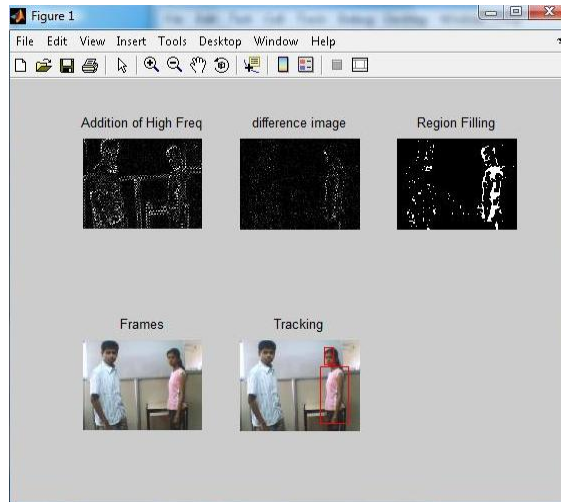 Figure 1
File Edit View Insert Tools Desktop Window Help
Addition of High Freq
difference image
Region Filling
Frames
Tracking